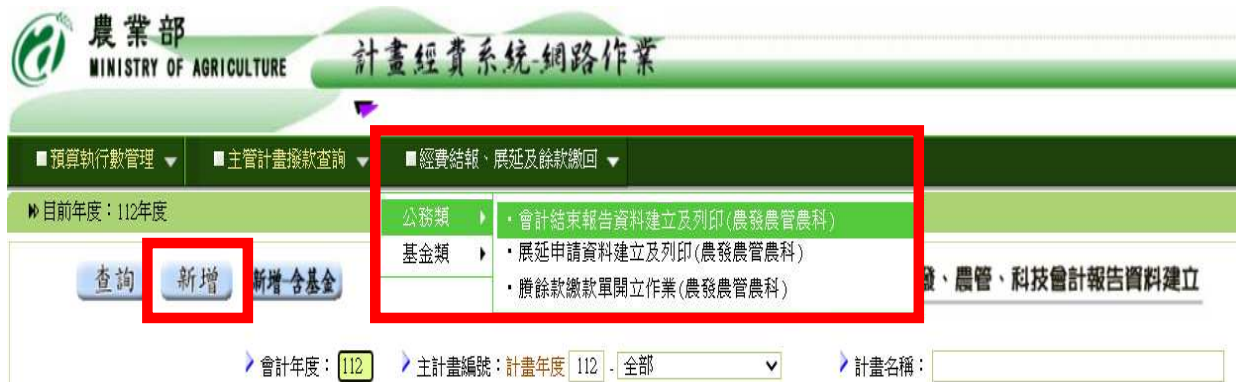 農業部
MINISTRY OF AGRICULTURE
計畫經費系統-網路作業
■預算執行數管理 ▼ ■主管計畫撥款查詢 ▼ ■經費結報、展延及餘款繳回 ▼
目前年度：112年度
公務類 ‧會計結束報告資料建立及列印(農發農管農科)
基金類 ‧展延申請資料建立及列印(農發農管農科)
‧賸餘款繳款單開立作業(農發農管農科)
查詢 新增 新增-含基金 、農管、科技會計報告資料建立
會計年度：112 主計畫編號：計畫年度 112 - 全部 計畫名稱：